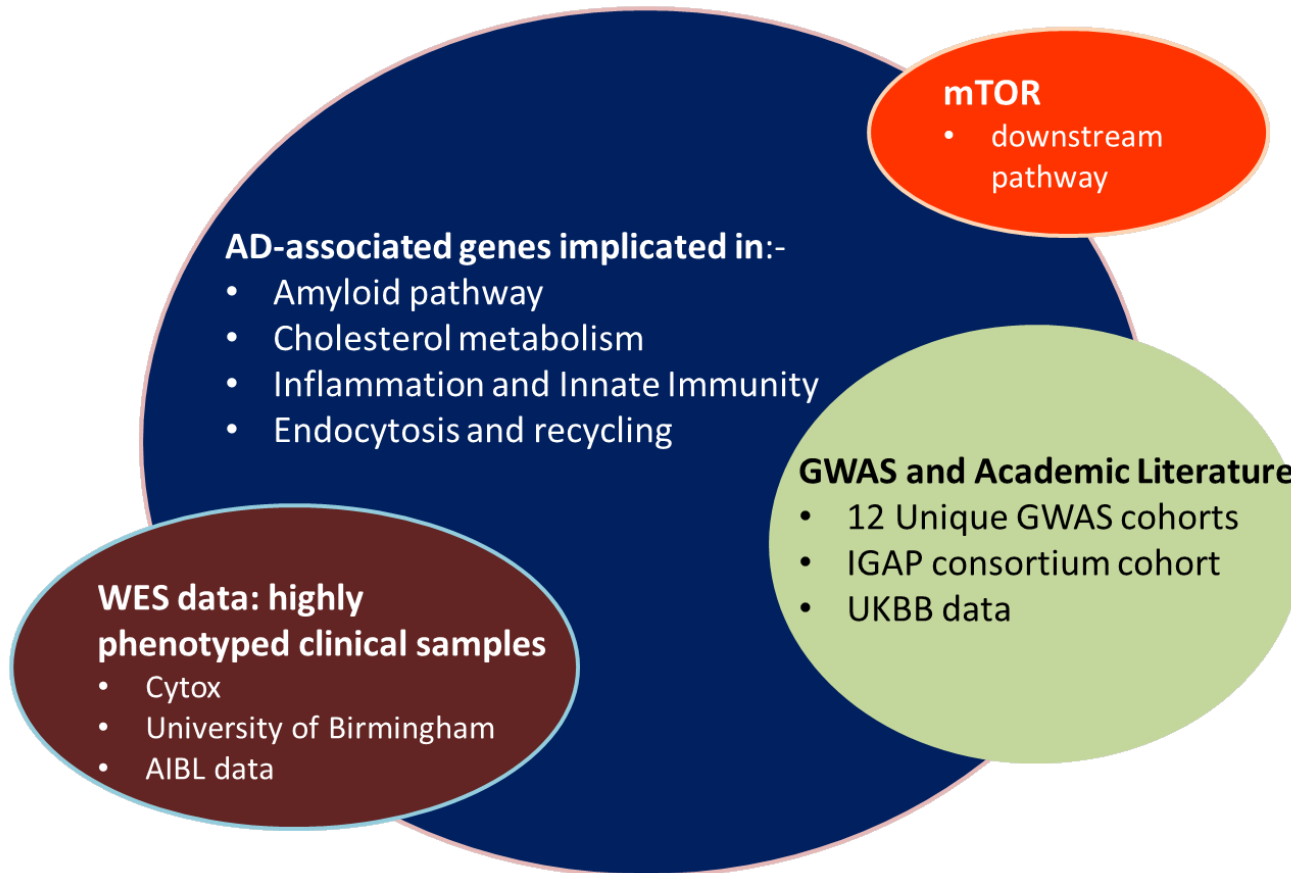 mTOR
• downstream
pathway
AD-associated genes implicated in:-
• Amyloid pathway
• Cholesterol metabolism
• Inflammation and Innate Immunity
• Endocytosis and recycling
GWAS and Academic Literature
• 12 Unique GWAS cohorts
• IGAP consortium cohort
• UKBB data
WES data: highly
phenotyped clinical samples
• Cytox
• University of Birmingham
• AIBL data